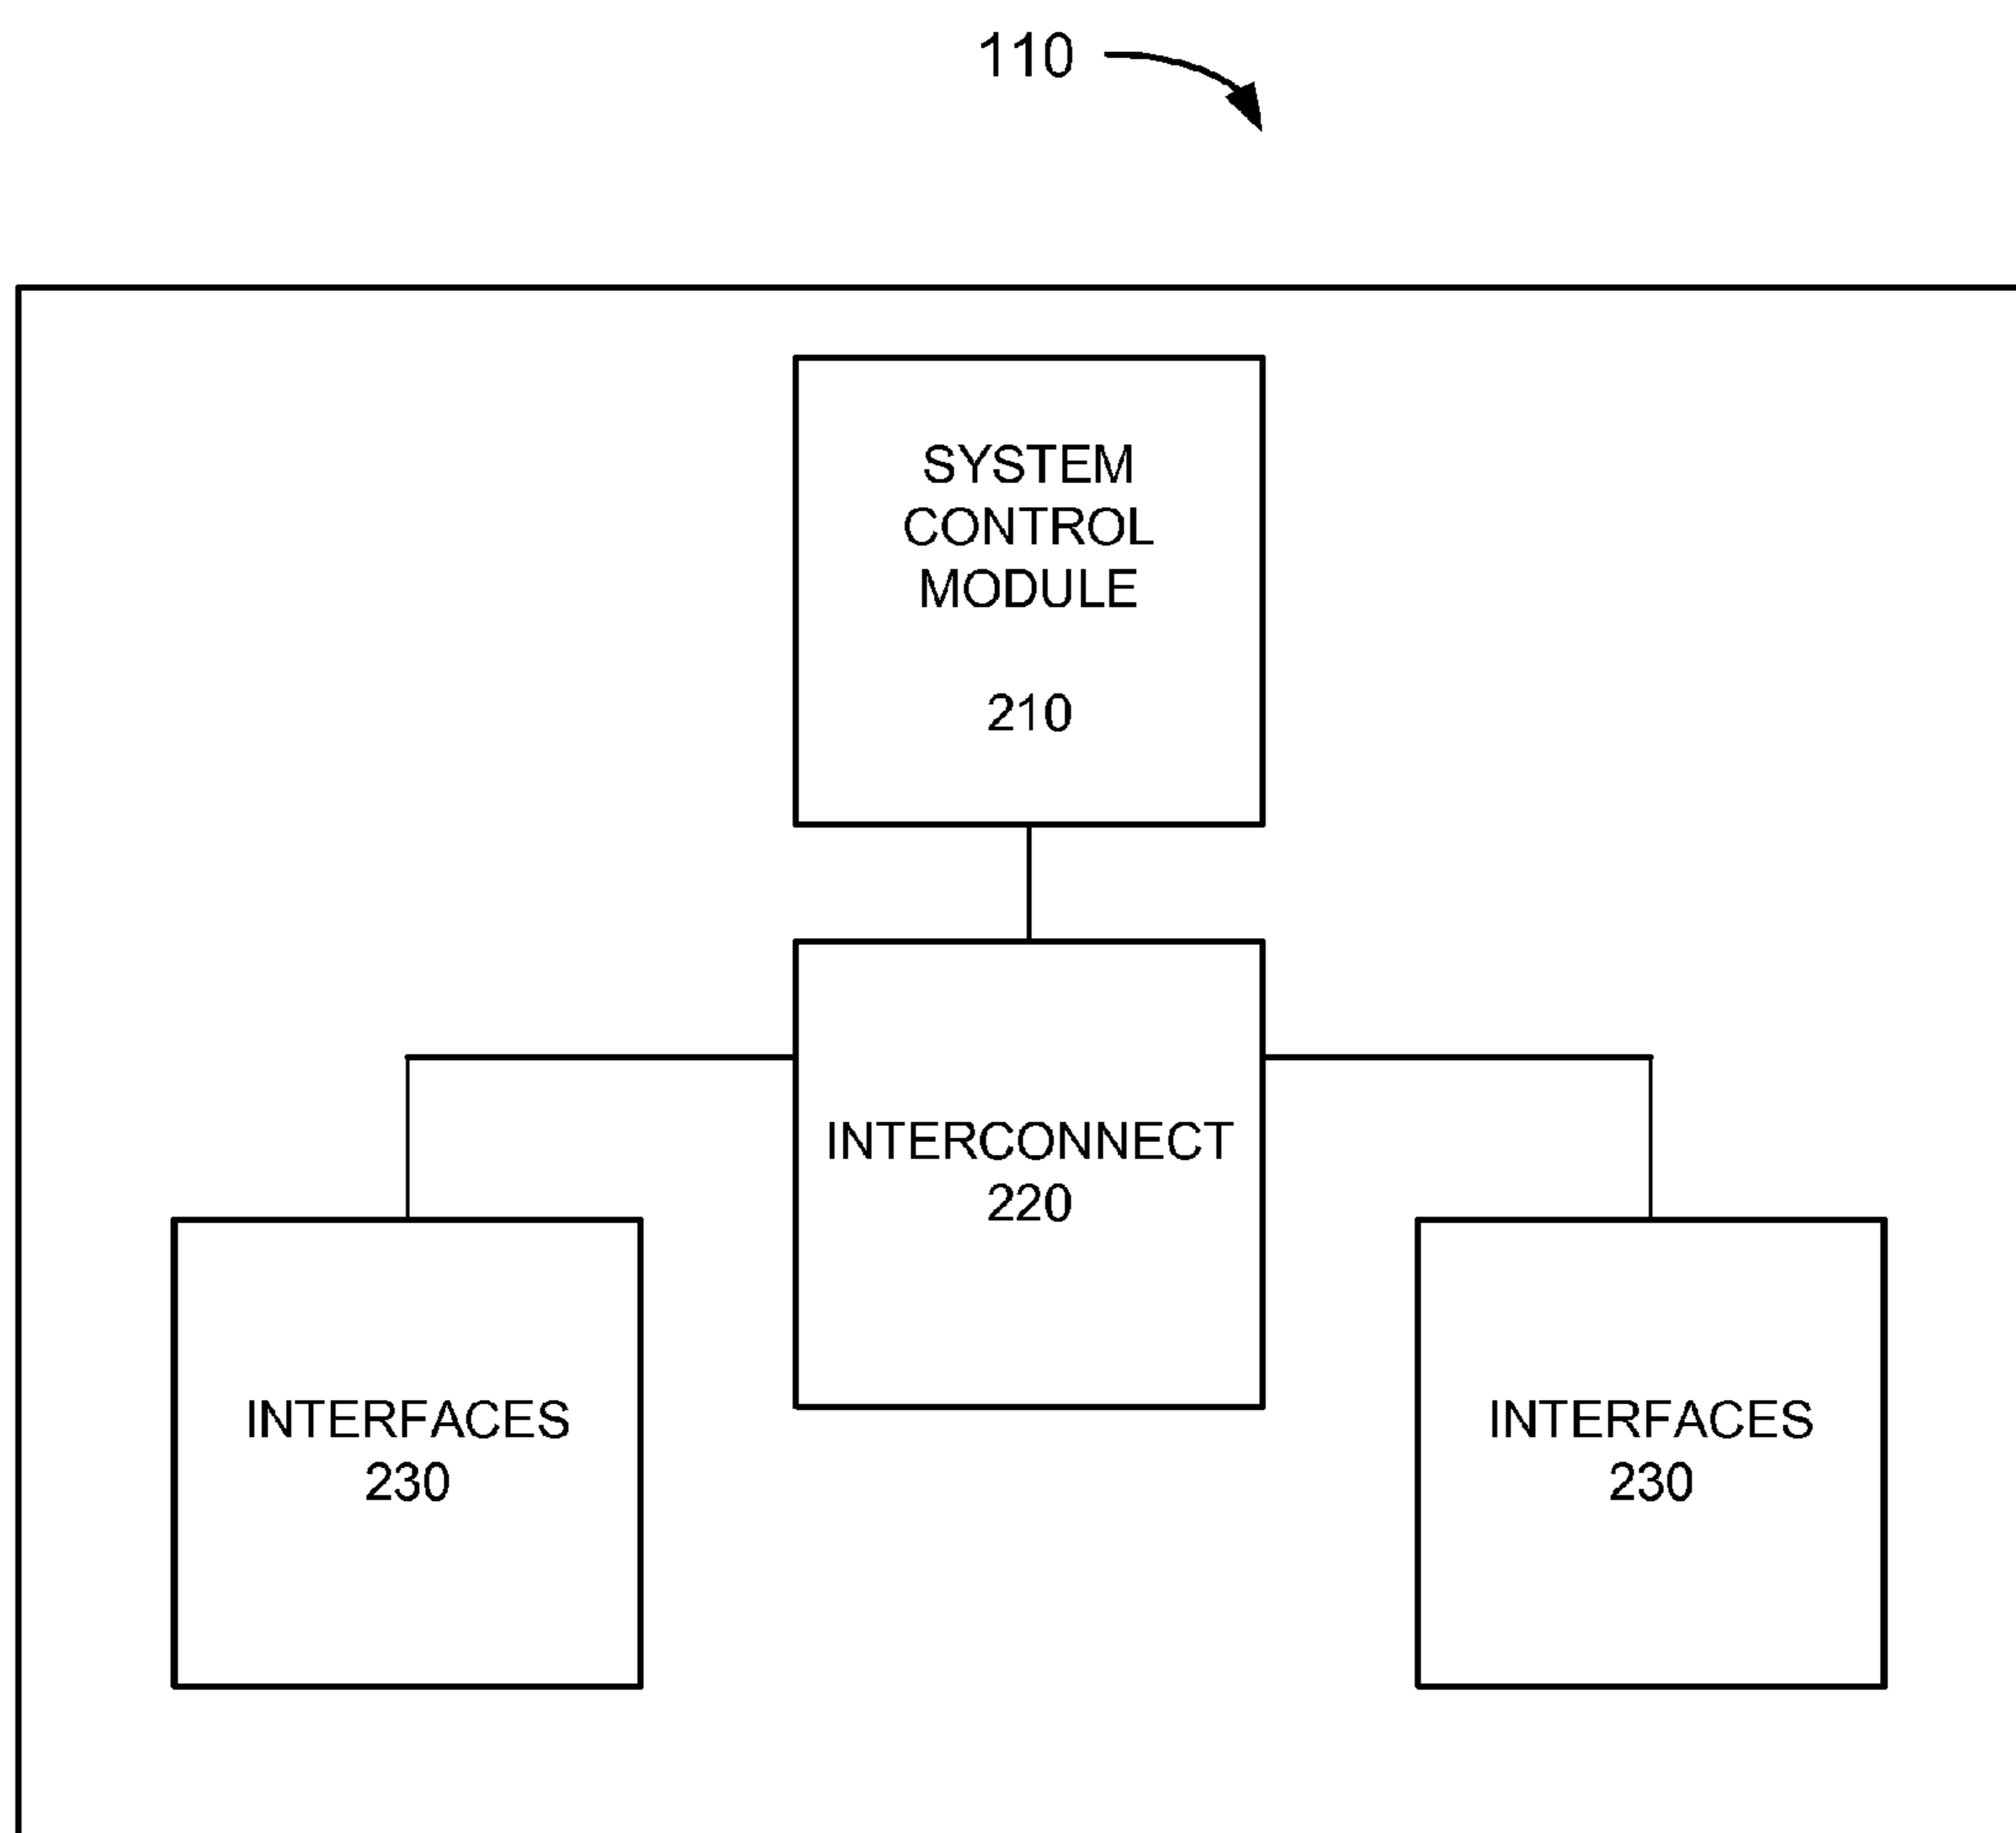 110
SYSTEM
CONTROL
MODULE
210
INTERCONNECT
220
INTERFACES
230
INTERFACES
230